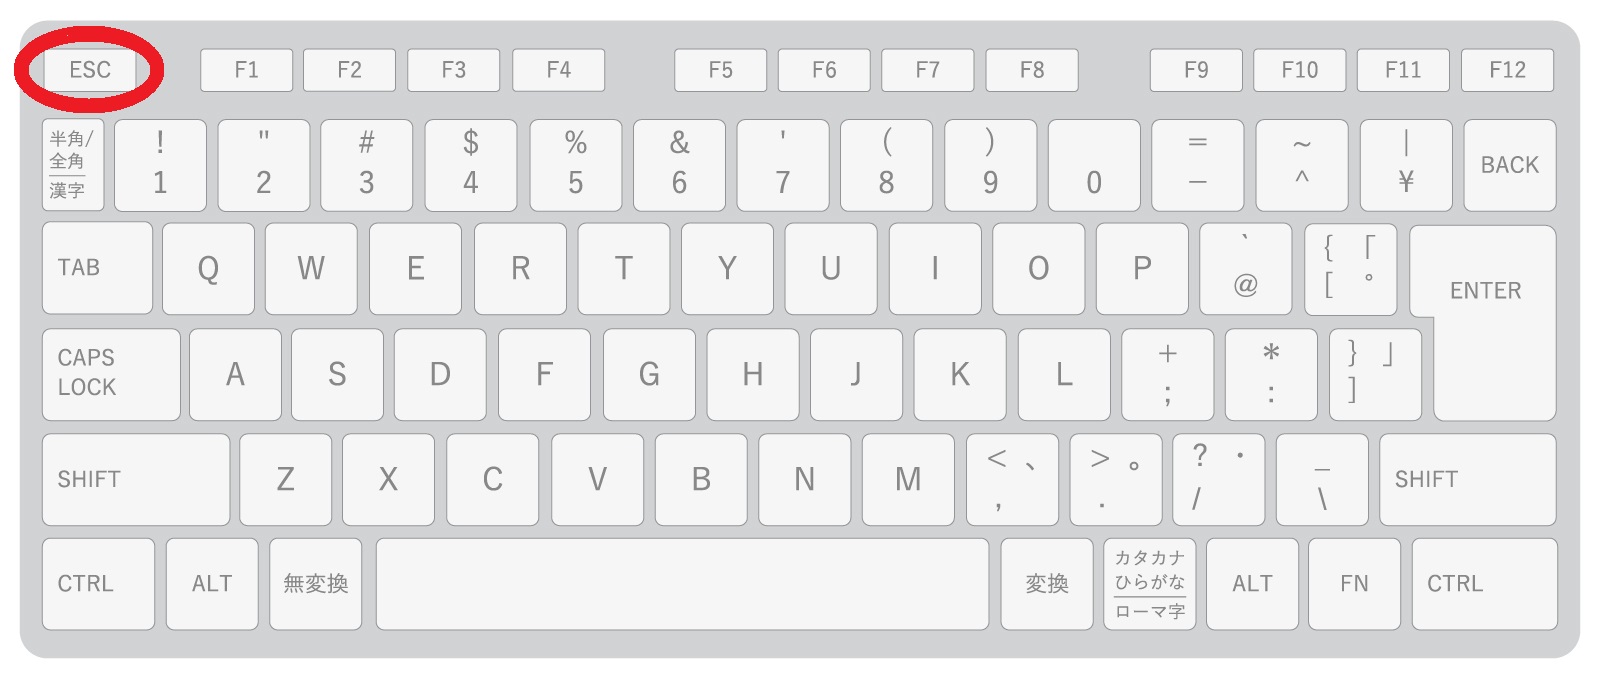 ESC F1 F2 F3 F4 F5 F6 F7 F8 F9 F10 F11 F12
半角/
全角
漢字
! " # $ % & ' ( ) = ~ |
1 2 3 4 5 6 7 8 9 0 - ^ ¥ BACK
TAB Q W E R T Y U I O P ` @ { 「 [ ° ENTER
CAPS
LOCK
A S D F G H J K L + ; * : } 」 ]
SHIFT Z X C V B N M < 、 , > 。 . ? ・ / _ \ SHIFT
CTRL ALT 無変換 変換
カタカナ
ひらがな
ローマ字
ALT FN CTRL